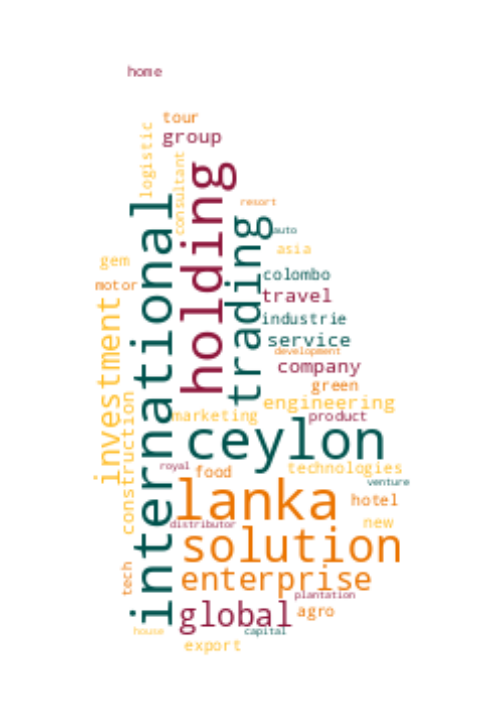 home
tour
group
logistic
consultant
holding
international
resort
trading
auto
asia
gem
colombo
motor
travel
investment
industrie
service
development
company
green
construction
engineering
marketing
product
ceylon
royal
food
technologies
lanka
venture
hotel
distributor
new
solution
tech
enterprise
plantation
global
agro
house
capital
export